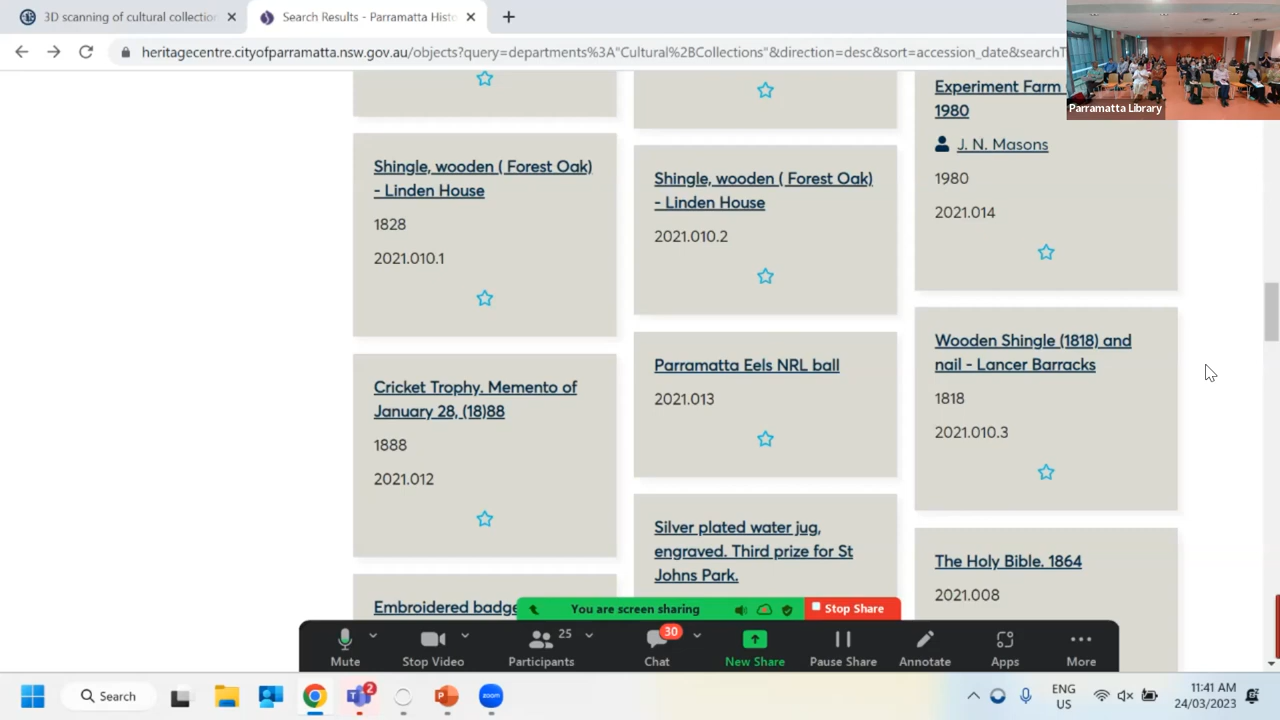 3D scanning of cultural collection
Search Results - Parramatta Histo
heritagecentre.cityofparramatta.nsw.gov.au/objects?query=departments%3A"Cultural%2BCollections"&direction=desc&sort=accession_date&searchT
Parramatta Library
Experiment Farm
1980
J. N. Masons
1980
2021.014
Shingle, wooden ( Forest Oak)
- Linden House
1828
2021.010.1
Shingle, wooden ( Forest Oak)
- Linden House
2021.010.2
Wooden Shingle (1818) and
nail - Lancer Barracks
1818
2021.010.3
Cricket Trophy. Memento of
January 28, (18)88
1888
2021.012
Parramatta Eels NRL ball
2021.013
Silver plated water jug,
engraved. Third prize for St
Johns Park.
The Holy Bible. 1864
2021.008
Embroidered badge
You are screen sharing
Stop Share
25
30
Mute
Stop Video
Participants
Chat
New Share
Pause Share
Annotate
Apps
More
Search
2
zoom
ENG
US
11:41 AM
24/03/2023